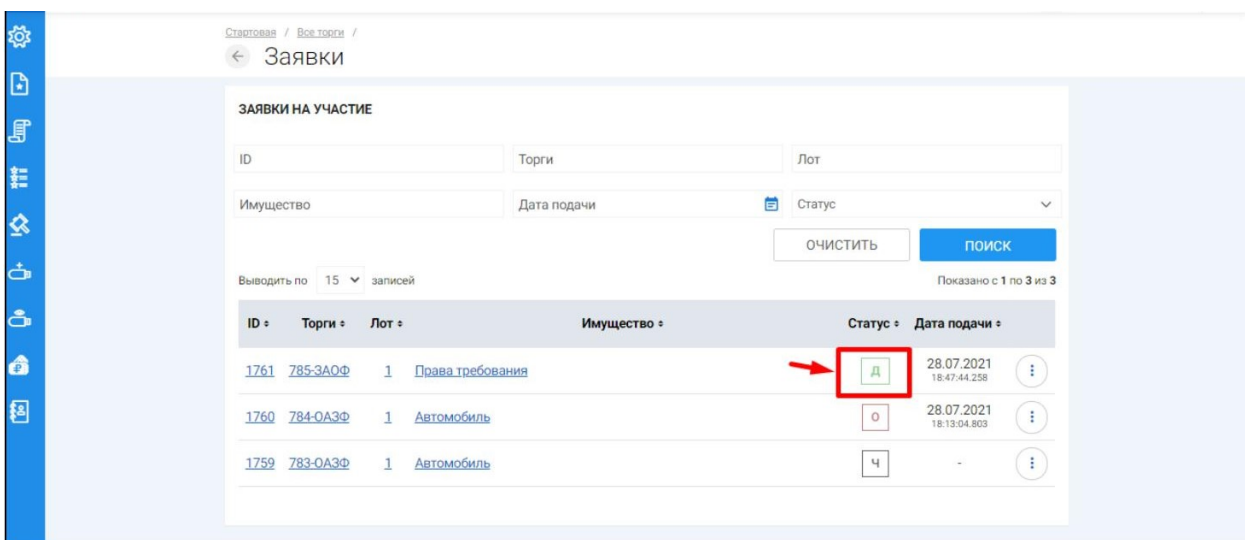 Стартовая / Все торги /
Заявки
ЗАЯВКИ НА УЧАСТИЕ
ID Торги Лот
Имущество Дата подачи Статус
ОЧИСТИТЬ ПОИСК
Выводить по 15 записей Показано с 1 по 3 из 3
ID Торги Лот Имущество Статус Дата подачи
1761 785-ЗАОФ 1 Права требования Д 28.07.2021
18:47:44.258
1760 784-ОАЗФ 1 Автомобиль О 28.07.2021
18:13:04.803
1759 783-ОАЗФ 1 Автомобиль Ч -